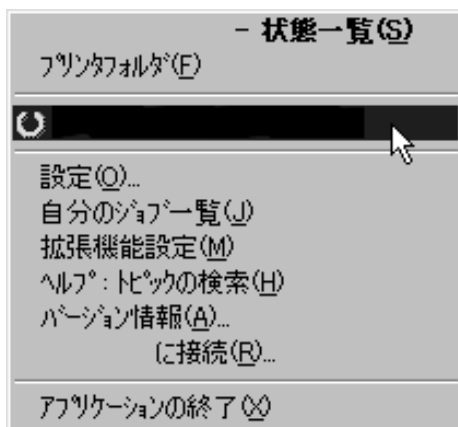 - 状態一覧(S)
ﾌﾟﾘﾝﾀﾌｫﾙﾀﾞ(F)
設定(O)...
自分のｼﾞｮﾌﾞ一覧(J)
拡張機能設定(M)
ﾍﾙﾌﾟ：ﾄﾋﾟｯｸの検索(H)
ﾊﾞｰｼﾞｮﾝ情報(A)...
に接続(R)...
ｱﾌﾟﾘｹｰｼｮﾝの終了(X)